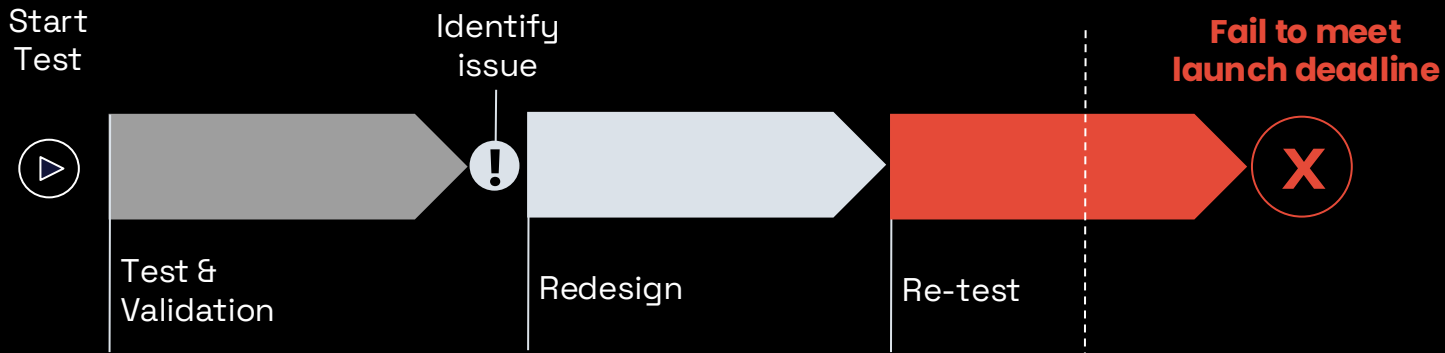 Start
Test
Identify
issue
Fail to meet
launch deadline
!
X
Test &
Validation
Redesign
Re-test